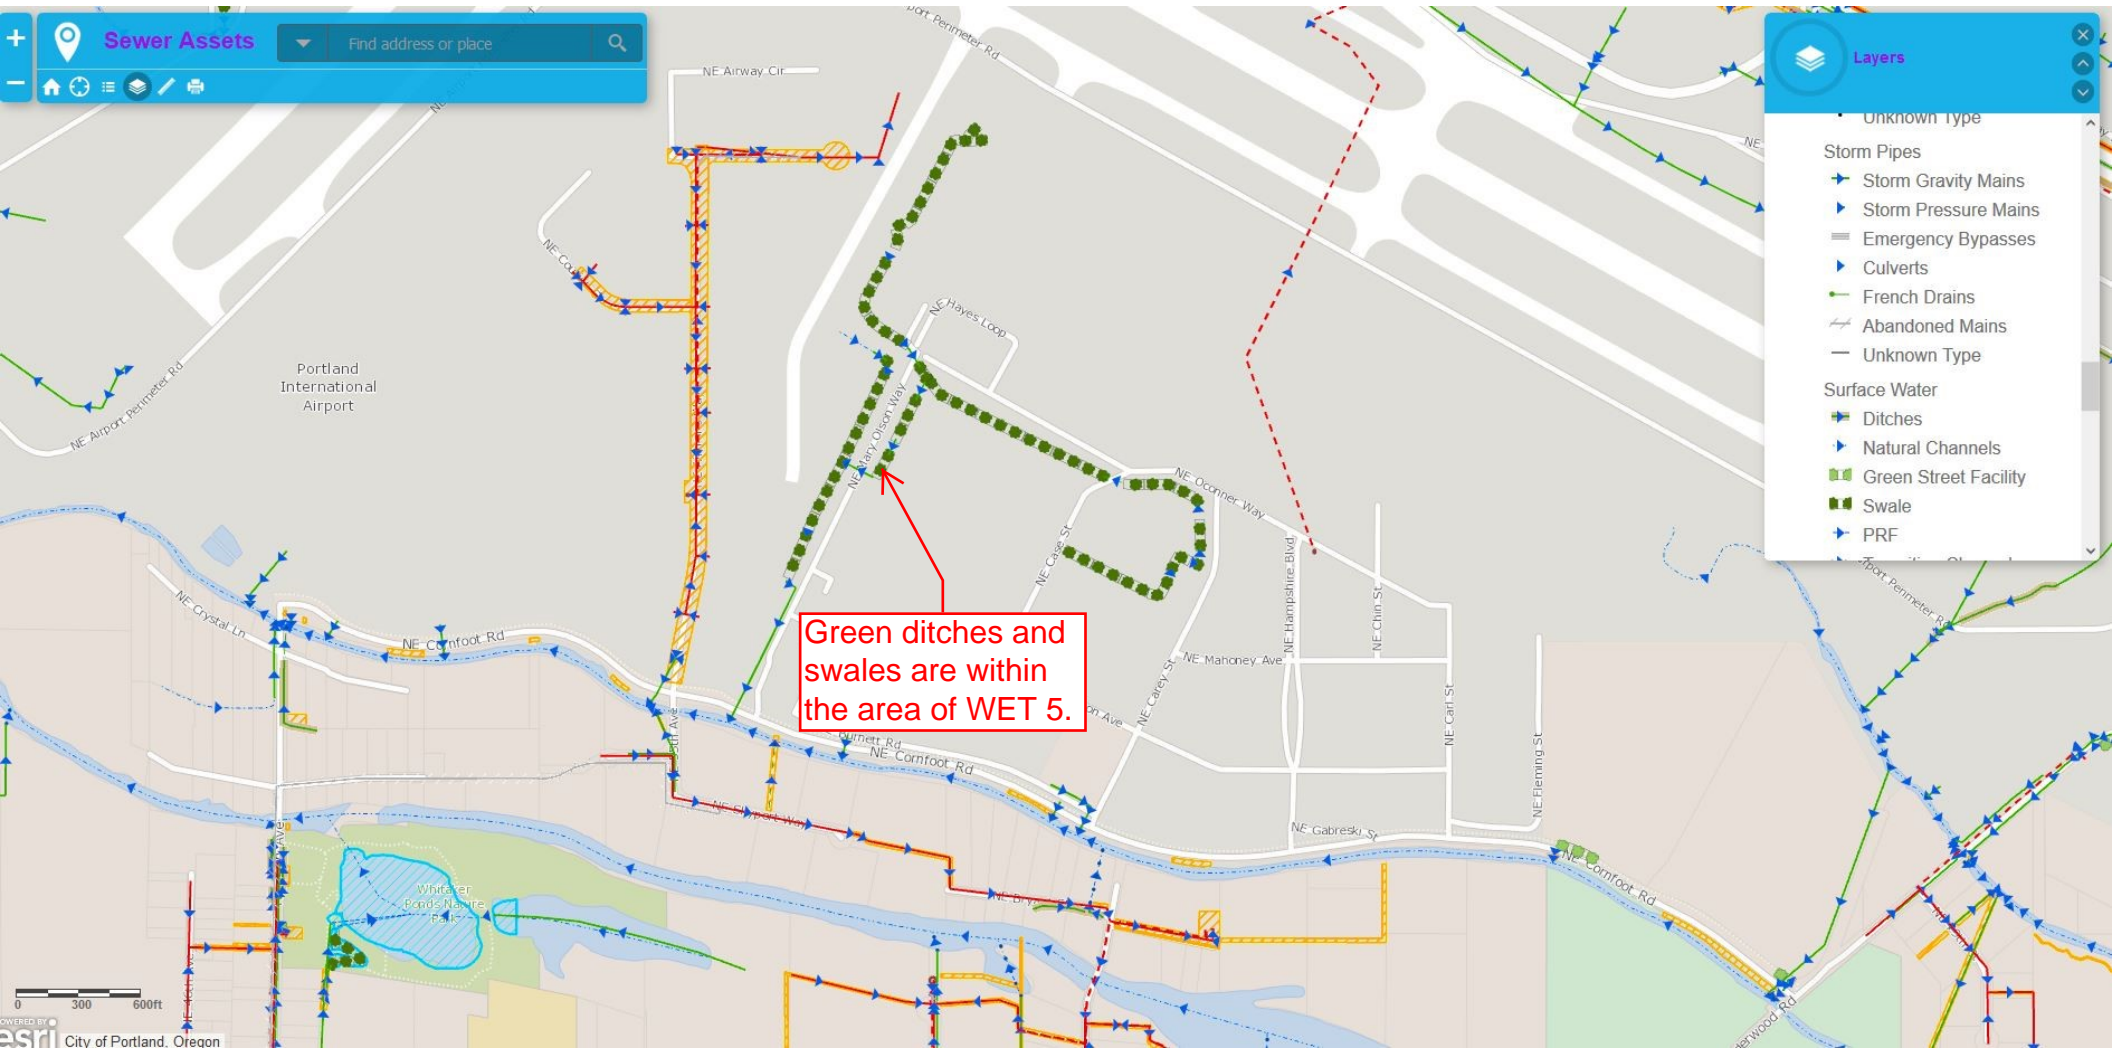 Sewer Assets
Find address or place
Layers
Unknown Type
Storm Pipes
Storm Gravity Mains
Storm Pressure Mains
Emergency Bypasses
Culverts
French Drains
Abandoned Mains
Unknown Type
Surface Water
Ditches
Natural Channels
Green Street Facility
Swale
PRF
NE Airway Cir
Portland
International
Airport
NE Airport Perimeter Rd
NE Hayes Loop
NE Mary Olson Way
NE Oconner Way
NE Case St
NE Hampshire Blvd
NE Chin St
NE Carey St
NE Mahoney Ave
NE Carl St
NE Fleming St
NE Crystal Ln
NE Cornfoot Rd
Green ditches and
swales are within
the area of WET 5.
Burnett Rd
NE Cornfoot Rd
NE Gabreski St
NE Cornfoot Rd
NE Skyport Way
Whitaker
Ponds Nature
Park
0 300 600ft
POWERED BY
esri
City of Portland, Oregon